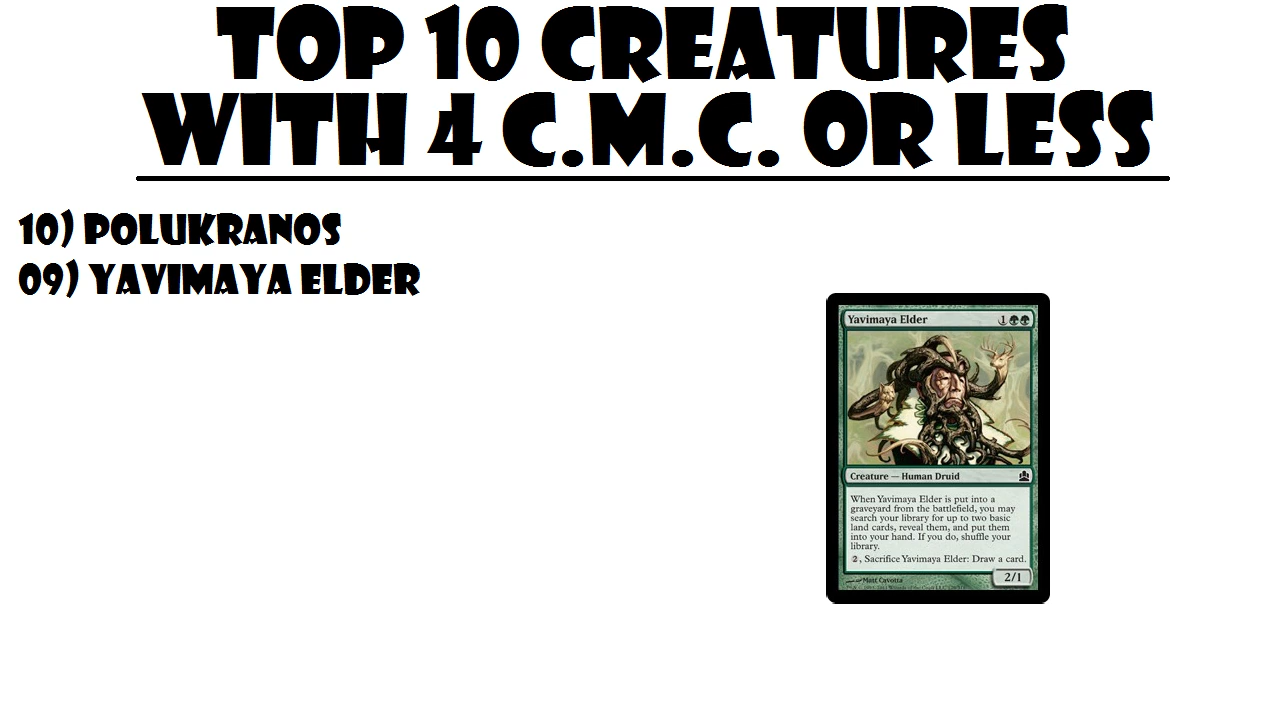 TOP 10 CREATURES
WITH 4 C.M.C. OR LESS
10) POLUKRANOS
09) YAVIMAYA ELDER
Yavimaya Elder 1
Creature — Human Druid
When Yavimaya Elder is put into a
graveyard from the battlefield, you may
search your library for up to two basic
land cards, reveal them, and put them
into your hand. If you do, shuffle your
library.
2, Sacrifice Yavimaya Elder: Draw a card.
2/1
Matt Cavotta